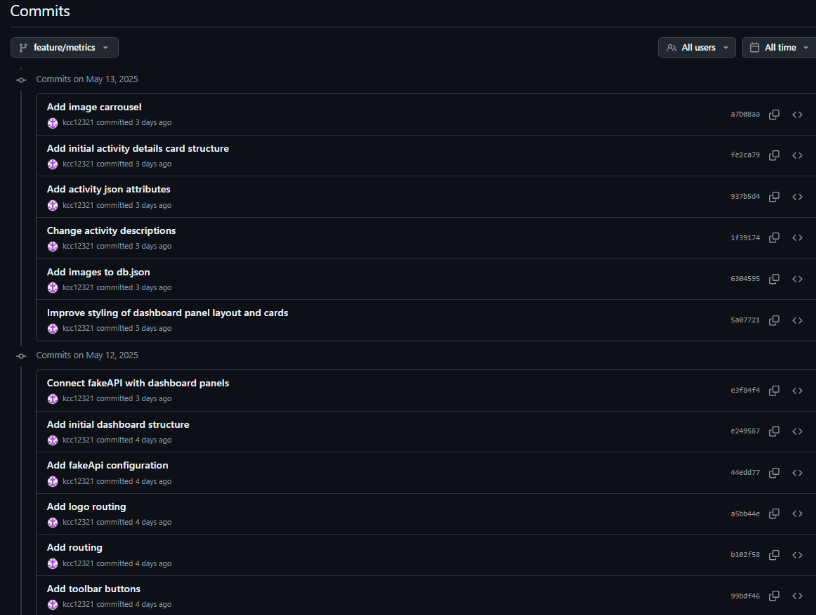 Commits
feature/metrics
All users
All time
Commits on May 13, 2025
Add image carrousel
kcc12321 committed 3 days ago
a7b08aa
Add initial activity details card structure
kcc12321 committed 3 days ago
fe2ca79
Add activity json attributes
kcc12321 committed 3 days ago
937b5d4
Change activity descriptions
kcc12321 committed 3 days ago
1f39174
Add images to db.json
kcc12321 committed 3 days ago
6304595
Improve styling of dashboard panel layout and cards
kcc12321 committed 3 days ago
5a07721
Commits on May 12, 2025
Connect fakeAPI with dashboard panels
kcc12321 committed 3 days ago
e3f84f4
Add initial dashboard structure
kcc12321 committed 4 days ago
e249587
Add fakeApi configuration
kcc12321 committed 4 days ago
44edd77
Add logo routing
kcc12321 committed 4 days ago
a5bb44e
Add routing
kcc12321 committed 4 days ago
b102f58
Add toolbar buttons
kcc12321 committed 4 days ago
99bdf46